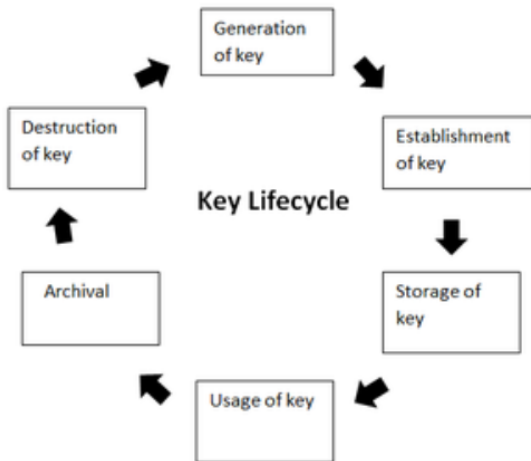 Generation
of key
Destruction
of key
Establishment
of key
Key Lifecycle
Archival
Storage of
key
Usage of key